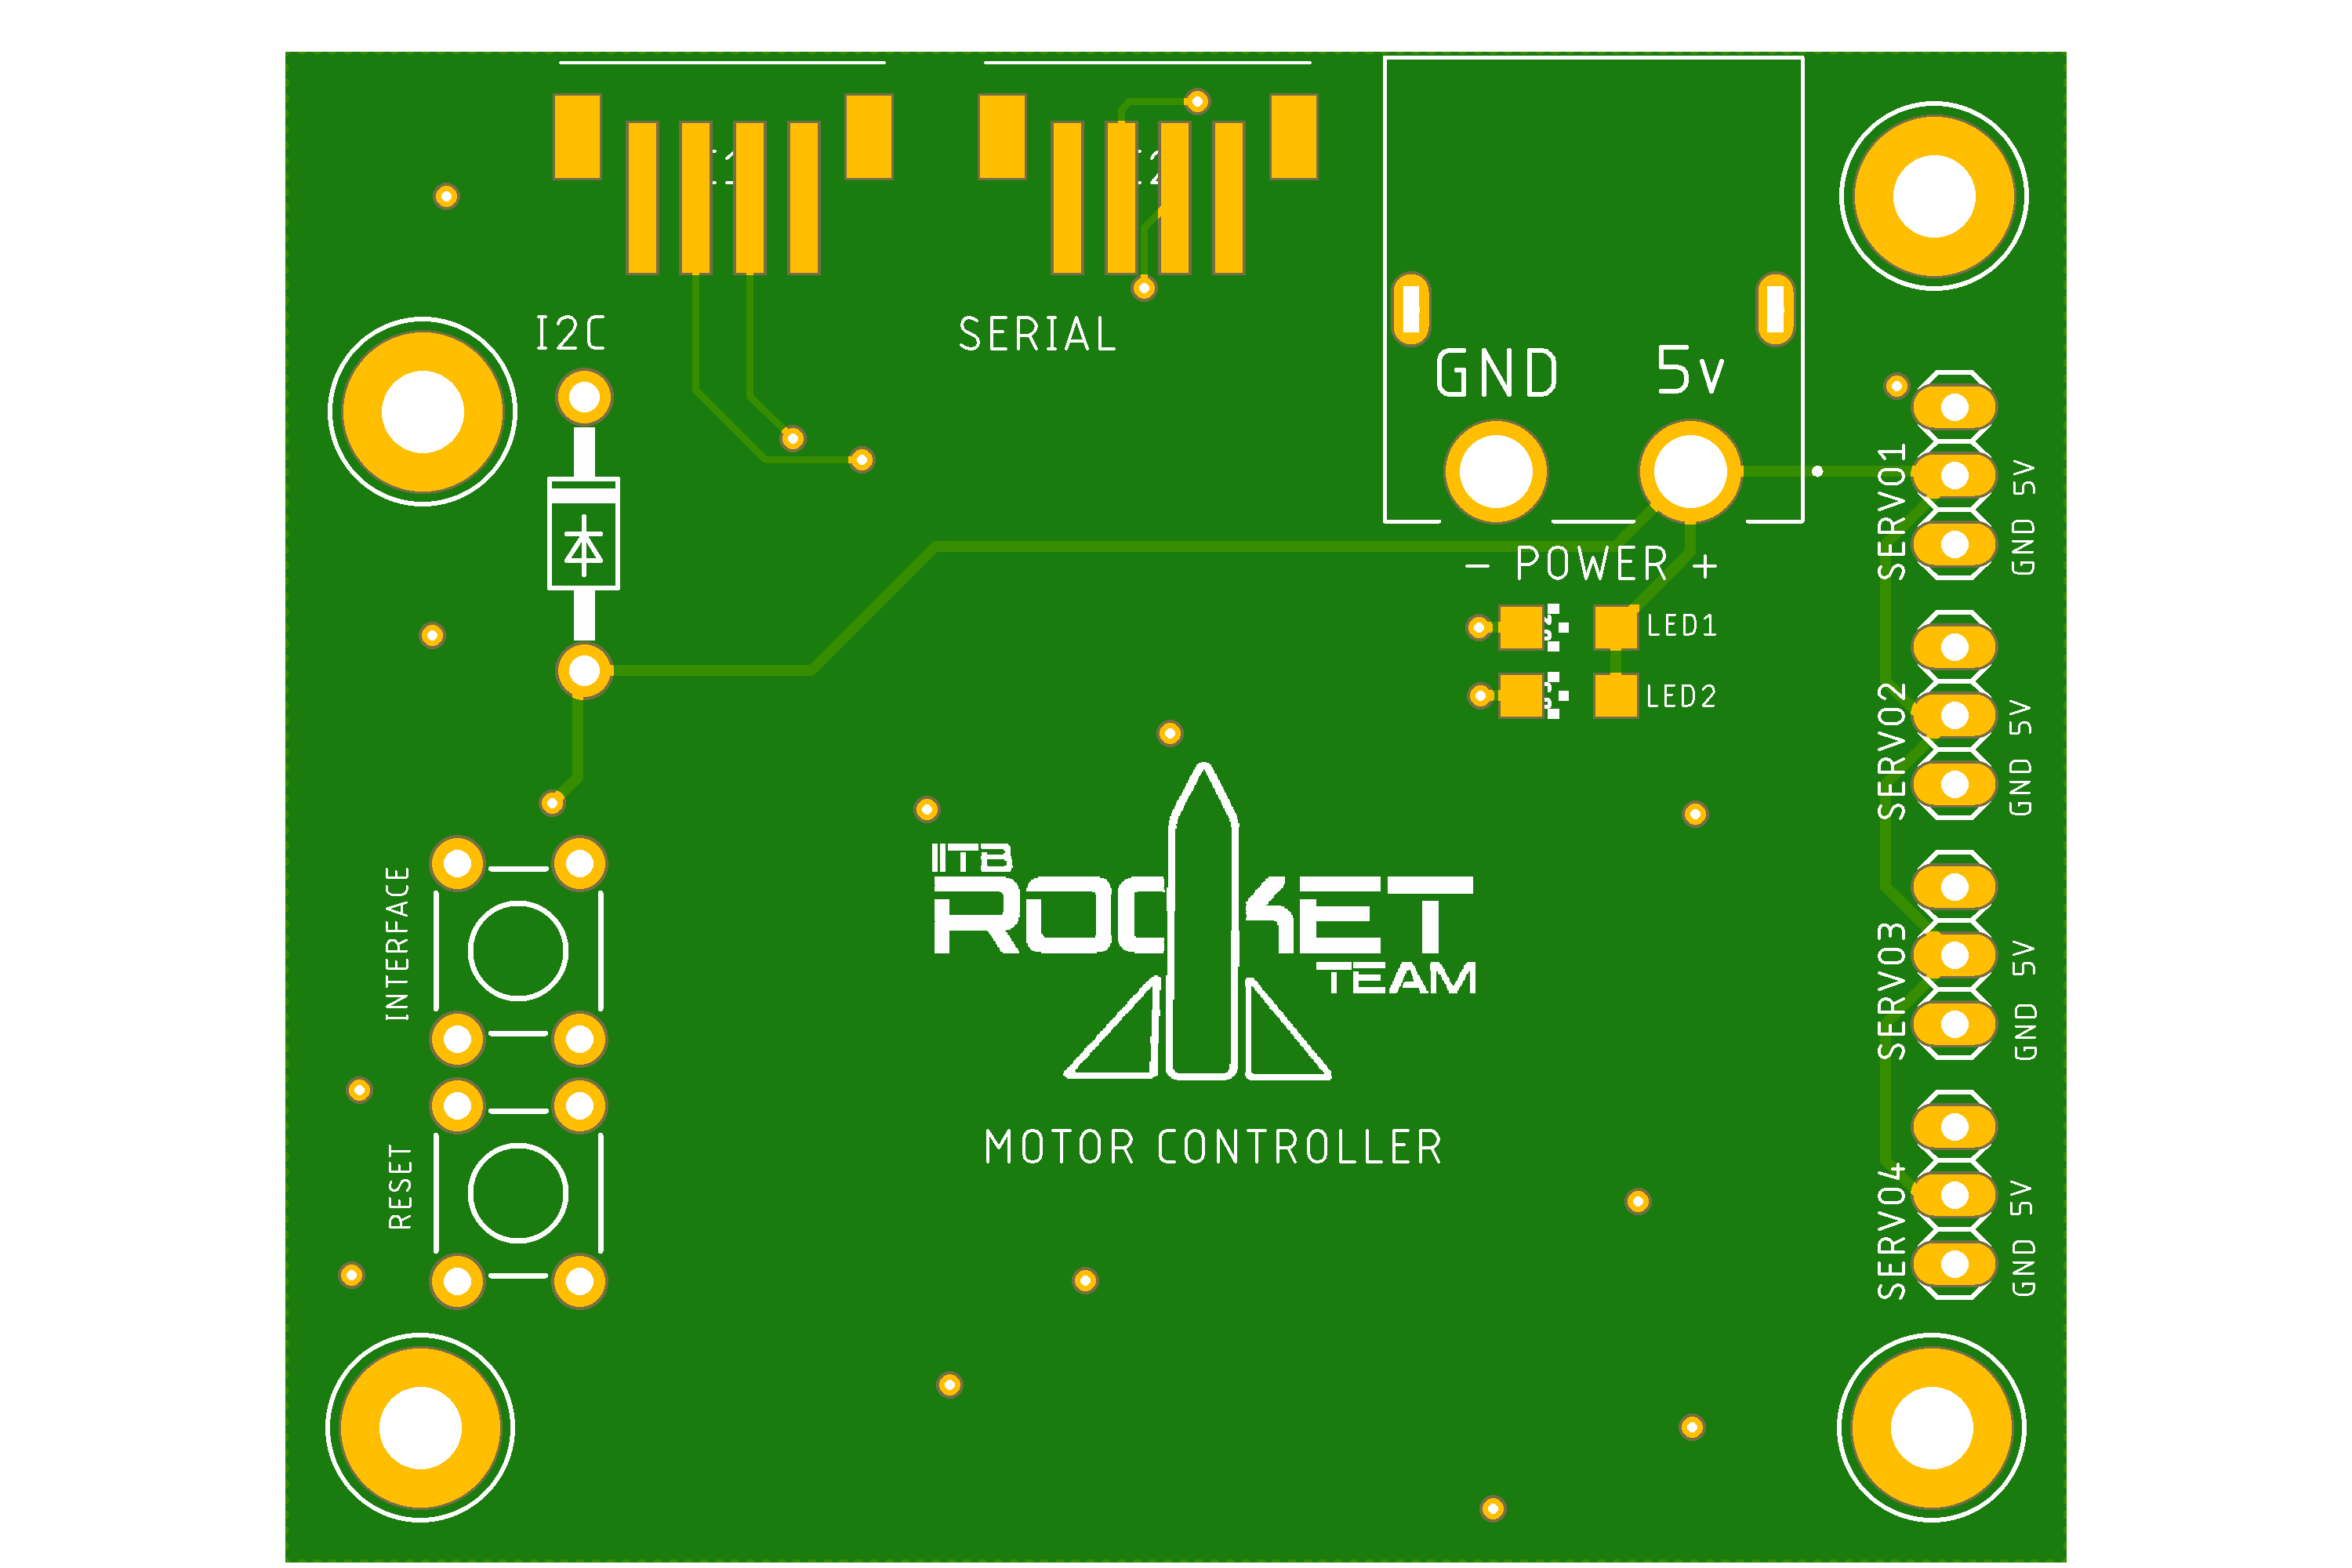 I2C
SERIAL
GND 5v
- POWER +
LED1
LED2
SERVO1
GND 5V
SERVO2
GND 5V
SERVO3
GND 5V
SERVO4
GND 5V
INTERFACE
RESET
IITB
ROCKET
TEAM
MOTOR CONTROLLER